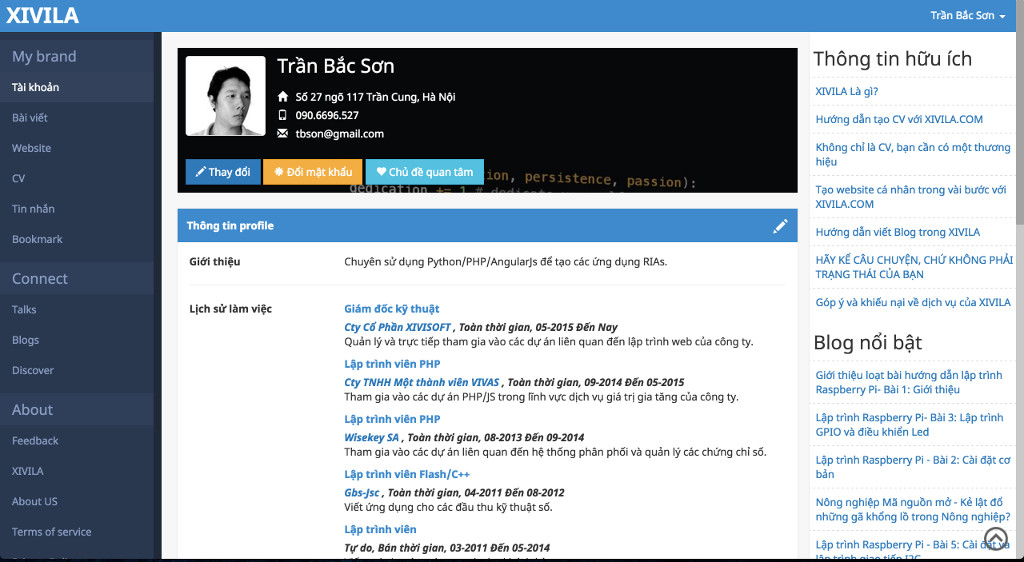 XIVILA
Trần Bắc Sơn
My brand
Tài khoản
Bài viết
Website
CV
Tin nhắn
Bookmark
Connect
Talks
Blogs
Discover
About
Feedback
XIVILA
About US
Terms of service
Trần Bắc Sơn
Số 27 ngõ 117 Trần Cung, Hà Nội
090.6696.527
tbson@gmail.com
Thay đổi
Đổi mật khẩu
Chủ đề quan tâm
ion, persistence, passion):
dedication += 1 #
Thông tin profile
Giới thiệu
Chuyên sử dụng Python/PHP/AngularJs để tạo các ứng dụng RIAs.
Lịch sử làm việc
Giám đốc kỹ thuật
Cty Cổ Phần XIVISOFT , Toàn thời gian, 05-2015 Đến Nay
Quản lý và trực tiếp tham gia vào các dự án liên quan đến lập trình web của công ty.
Lập trình viên PHP
Cty TNHH Một thành viên VIVAS , Toàn thời gian, 09-2014 Đến 05-2015
Tham gia vào các dự án PHP/JS trong lĩnh vực dịch vụ giá trị gia tăng của công ty.
Lập trình viên PHP
Wisekey SA , Toàn thời gian, 08-2013 Đến 09-2014
Tham gia vào các dự án liên quan đến hệ thống phân phối và quản lý các chứng chỉ số.
Lập trình viên Flash/C++
Gbs-Jsc , Toàn thời gian, 04-2011 Đến 08-2012
Viết ứng dụng cho các đầu thu kỹ thuật số.
Lập trình viên
Tự do, Bán thời gian, 03-2011 Đến 05-2014
Thông tin hữu ích
XIVILA Là gì?
Hướng dẫn tạo CV với XIVILA.COM
Không chỉ là CV, bạn cần có một thương
hiệu
Tạo website cá nhân trong vài bước với
XIVILA.COM
Hướng dẫn viết Blog trong XIVILA
HÃY KỂ CÂU CHUYỆN, CHỨ KHÔNG PHẢI
TRẠNG THÁI CỦA BẠN
Góp ý và khiếu nại về dịch vụ của XIVILA
Blog nổi bật
Giới thiệu loạt bài hướng dẫn lập trình
Raspberry Pi- Bài 1: Giới thiệu
Lập trình Raspberry Pi- Bài 3: Lập trình
GPIO và điều khiển Led
Lập trình Raspberry Pi - Bài 2: Cài đặt cơ
bản
Nông nghiệp Mã nguồn mở - Kẻ lật đổ
những gã khổng lồ trong Nông nghiệp?
Lập trình Raspberry Pi - Bài 5: Cài đặt và
lập trình giao tiếp I2C